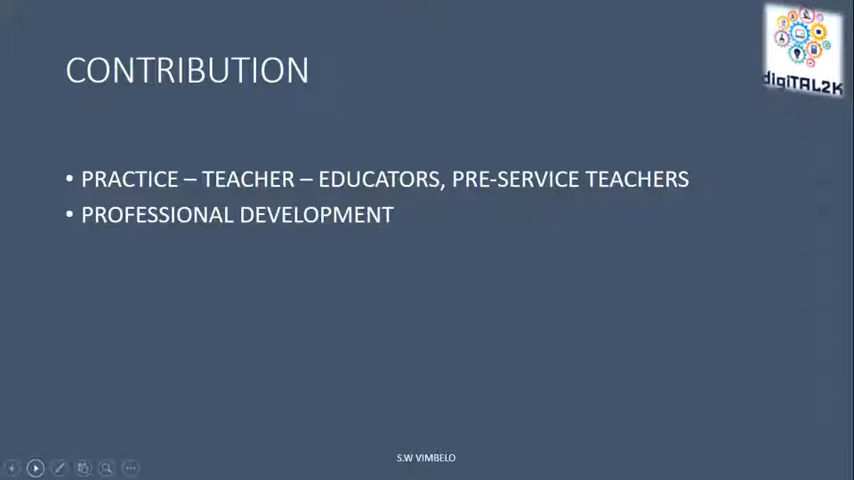 CONTRIBUTION
digiTAL2K
• PRACTICE – TEACHER – EDUCATORS, PRE-SERVICE TEACHERS
• PROFESSIONAL DEVELOPMENT
S.W VIMBELO